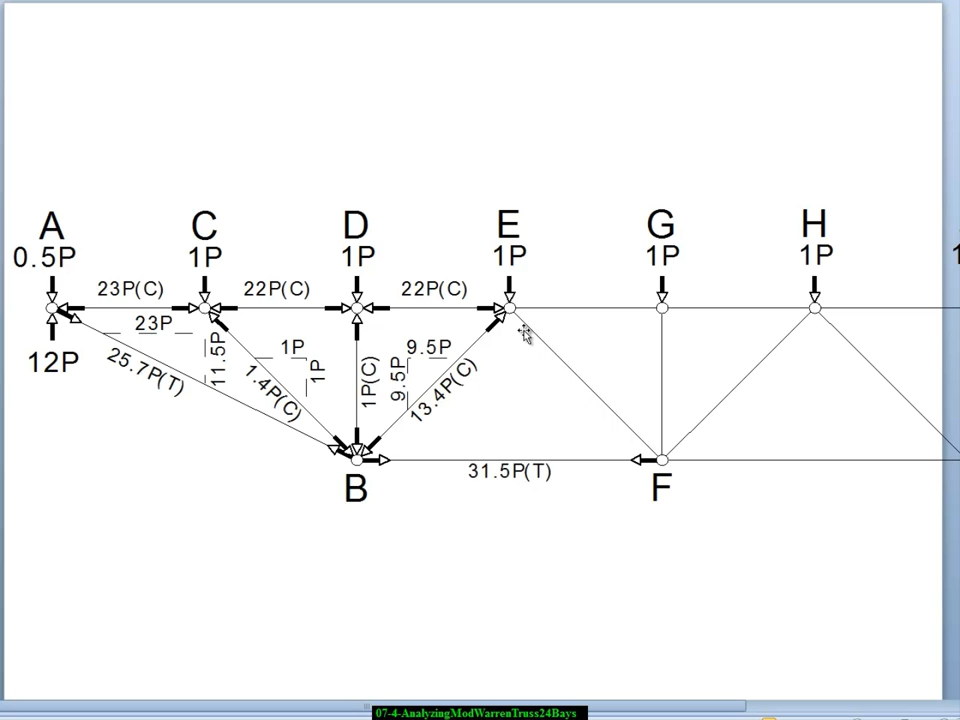 A C D E G H
0.5P 1P 1P 1P 1P 1P 1
23P(C) 22P(C) 22P(C)
23P
12P 25.7P(T) 11.5P 1P 1P 1.4P(C) 1P(C) 9.5P 9.5P 13.4P(C)
31.5P(T)
B F
07-4-AnalyzingModWarrenTruss24Bays